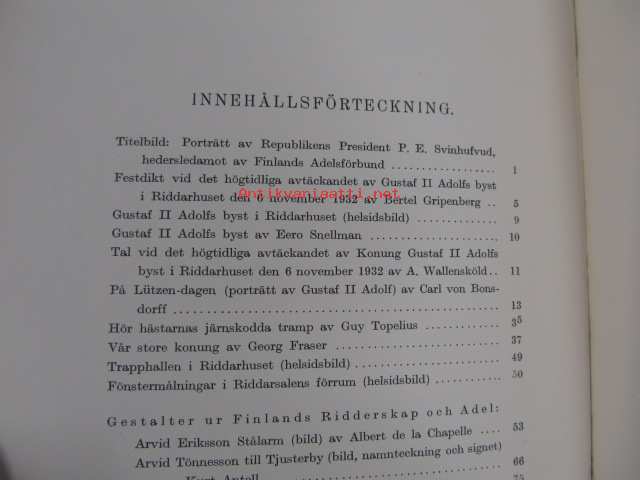 INNEHÅLLSFÖRTECKNING.
Titelbild: Porträtt av Republikens President P. E. Svinhufvud,
hedersledamot av Finlands Adelsförbund .................. 1
Festdikt vid det högtidliga avtäckandet av Gustaf II Adolfs byst
i Riddarhuset den 6 november 1932 av Bertel Gripenberg .. 5
Antikvariaatti.net
Gustaf II Adolfs byst i Riddarhuset (helsidsbild) ............ 9
Gustaf II Adolfs byst av Eero Snellman .................... 10
Tal vid det högtidliga avtäckandet av Konung Gustaf II Adolfs
byst i Riddarhuset den 6 november 1932 av A. Wallensköld.. 11
På Lützen-dagen (porträtt av Gustaf II Adolf) av Carl von Bons-
dorff ................................................ 13
Hör hästarnas järnskodda tramp av Guy Topelius ............ 35
Vår store konung av Georg Fraser .......................... 37
Trapphallen i Riddarhuset (helsidsbild) ...................... 49
Fönstermålningar i Riddarsalens förrum (helsidsbild) .......... 50
Gestalter ur Finlands Ridderskap och Adel:
Arvid Eriksson Stålarm (bild) av Albert de la Chapelle .... 53
Arvid Tönnesson till Tjusterby (bild, namnteckning och signet)
Kurt Antell 66
75